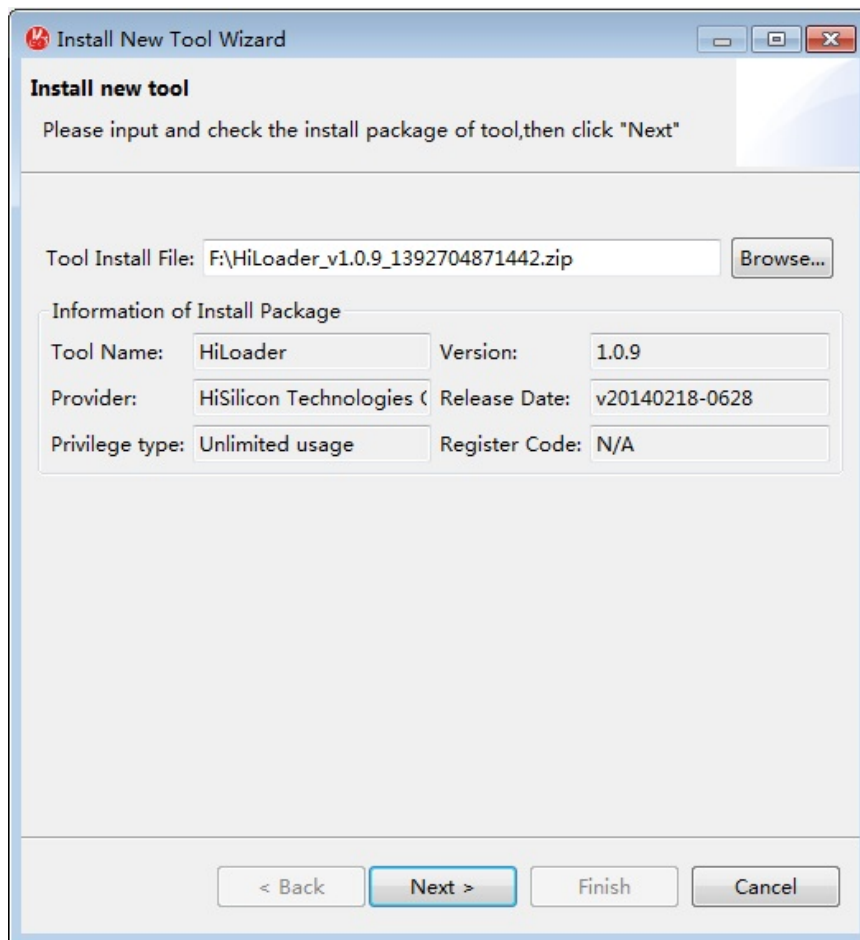 Install New Tool Wizard
Install new tool
Please input and check the install package of tool,then click "Next"
Tool Install File: F:\HiLoader_v1.0.9_1392704871442.zip Browse...
Information of Install Package
Tool Name: HiLoader Version: 1.0.9
Provider: HiSilicon Technologies ( Release Date: v20140218-0628
Privilege type: Unlimited usage Register Code: N/A
< Back Next > Finish Cancel